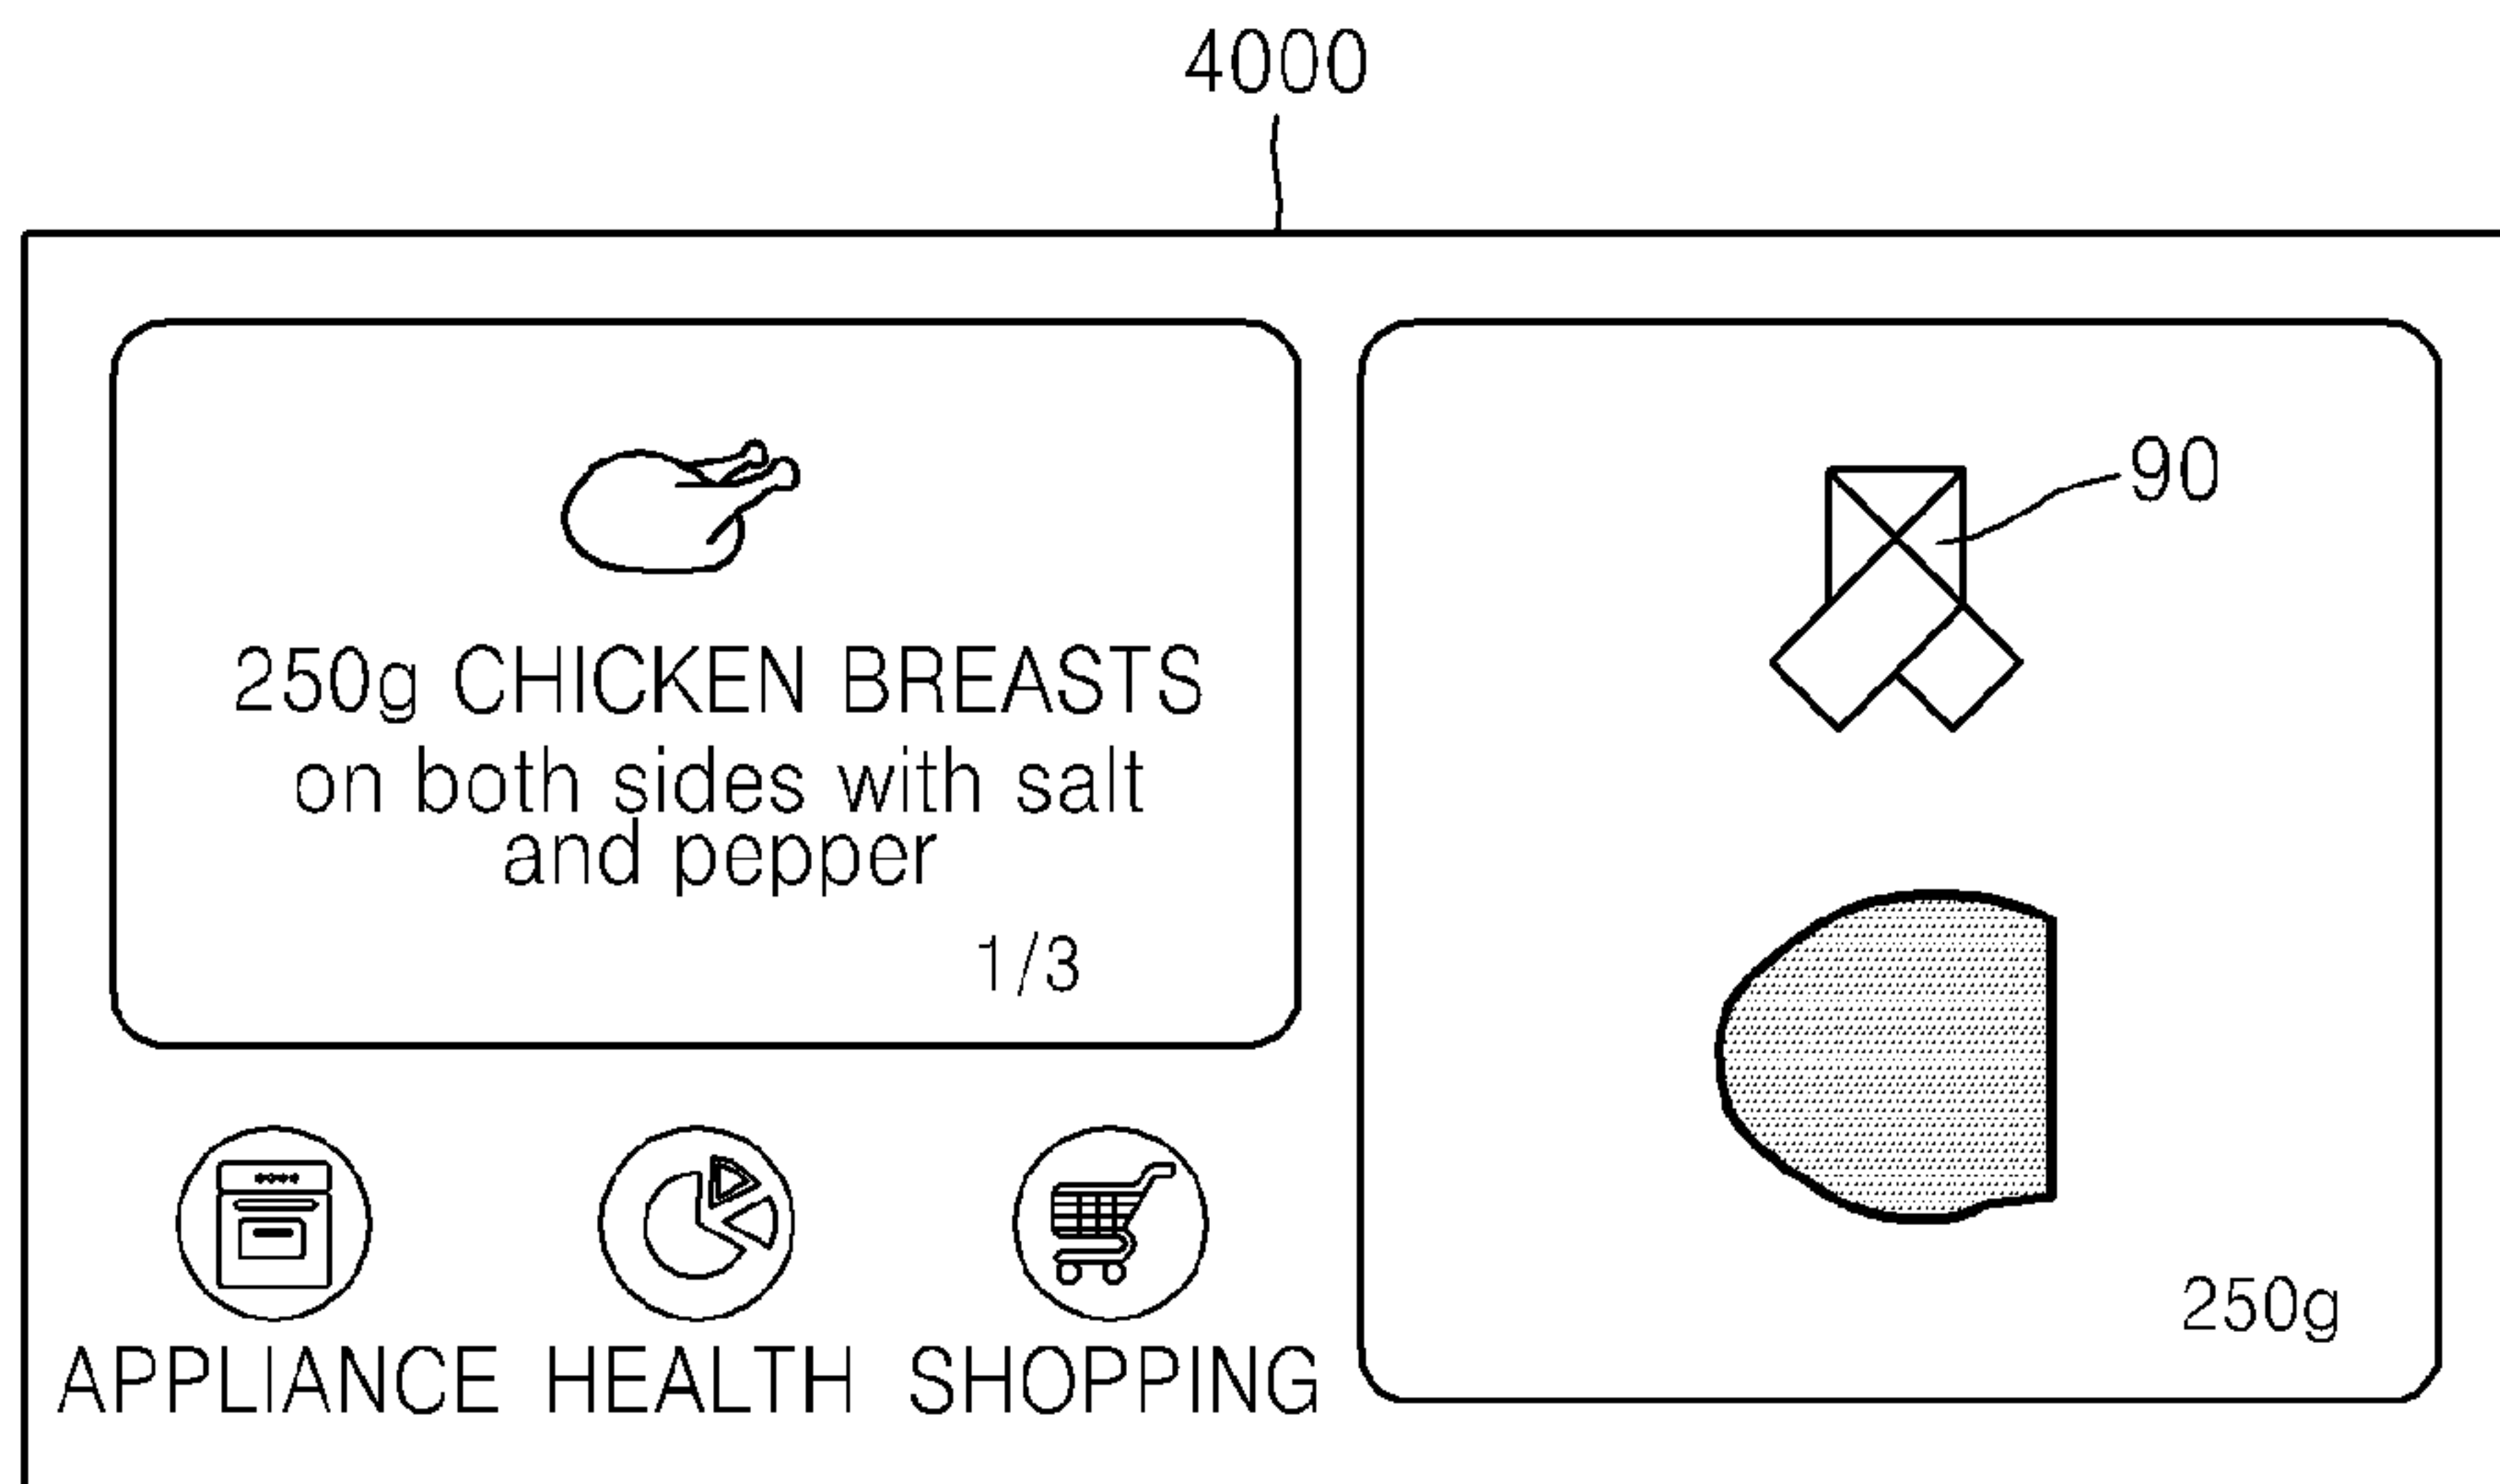 4000
250g CHICKEN BREASTS
on both sides with salt
and pepper
1/3
90
250g
APPLIANCE HEALTH SHOPPING